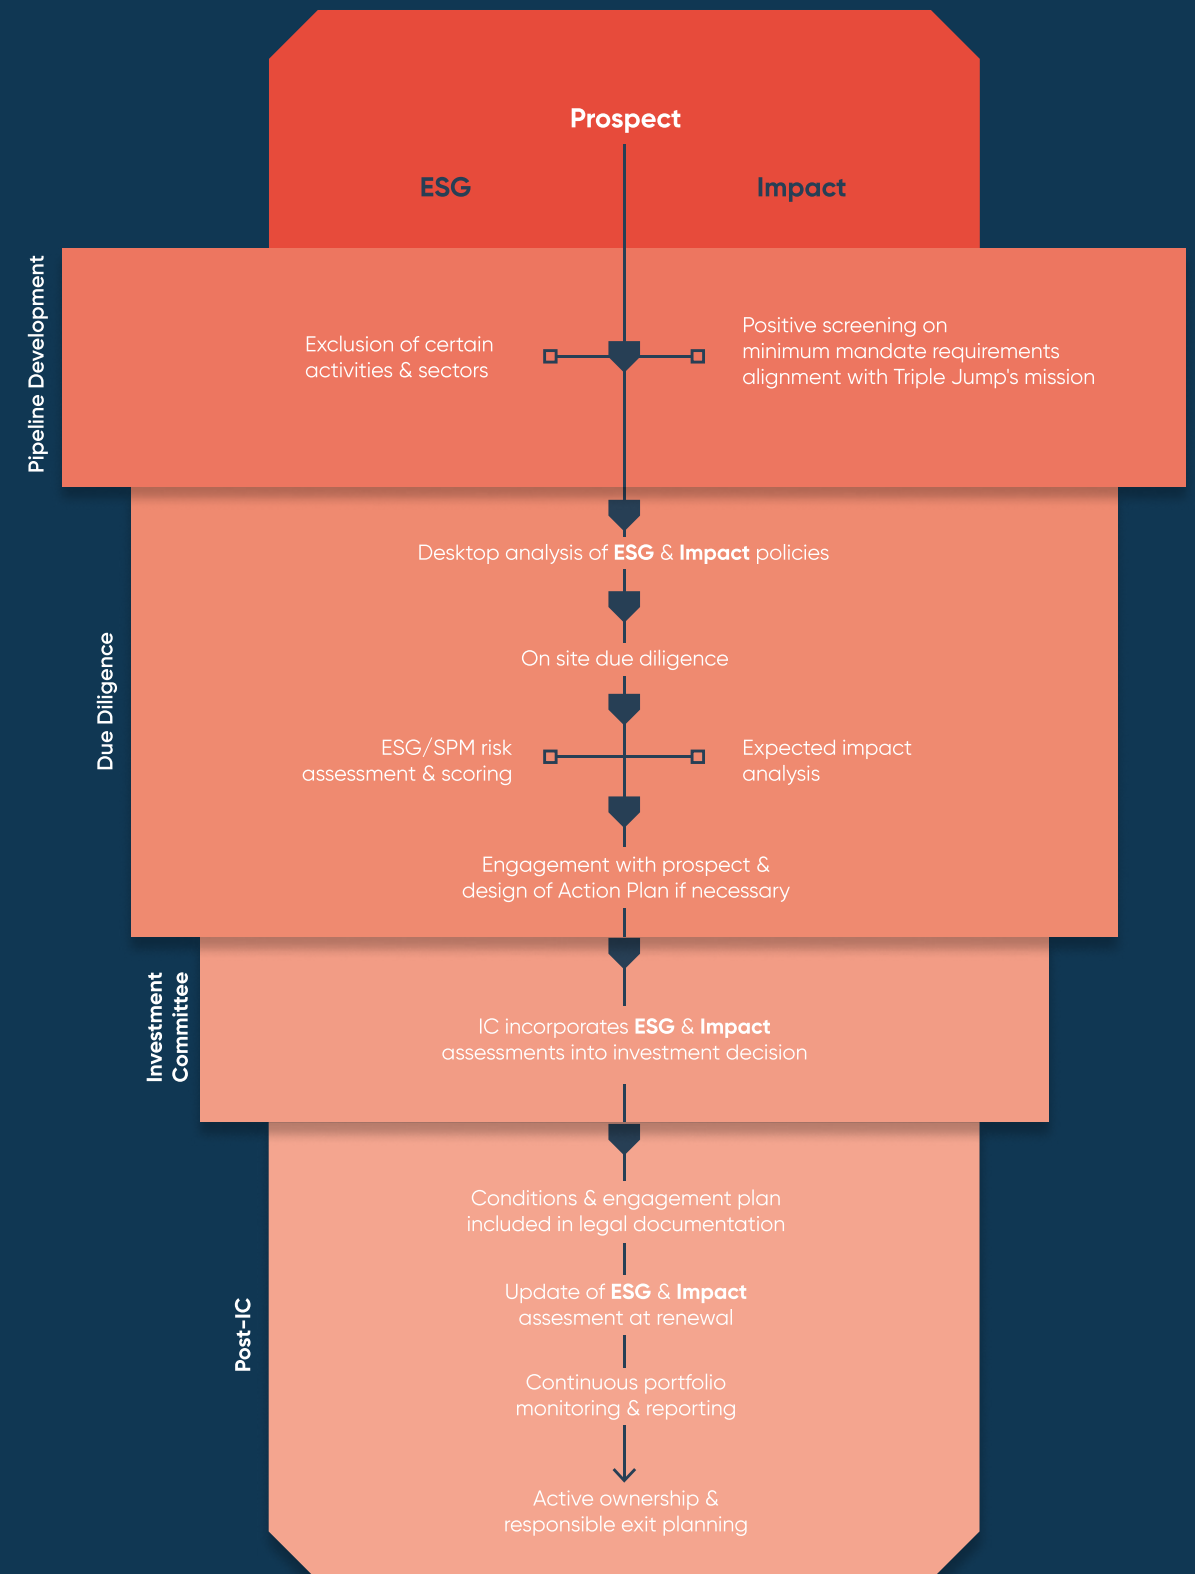 Prospect
ESG
Impact
Pipeline Development
Exclusion of certain
activities & sectors
Positive screening on
minimum mandate requirements
alignment with Triple Jump's mission
Due Diligence
Desktop analysis of ESG & Impact policies
On site due diligence
ESG/SPM risk
assessment & scoring
Expected impact
analysis
Engagement with prospect &
design of Action Plan if necessary
Investment
Committee
IC incorporates ESG & Impact
assessments into investment decision
Post-IC
Conditions & engagement plan
included in legal documentation
Update of ESG & Impact
assesment at renewal
Continuous portfolio
monitoring & reporting
Active ownership &
responsible exit planning